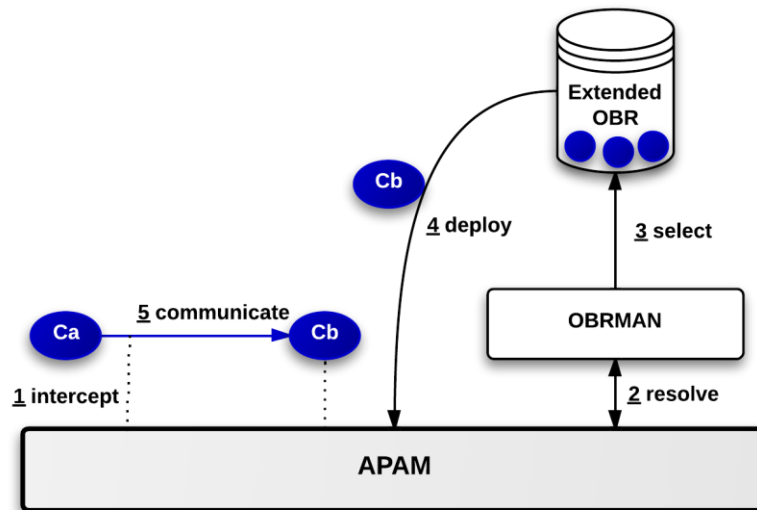 Extended
OBR
Cb
4 deploy
3 select
5 communicate
Ca
Cb
OBRMAN
1 intercept
2 resolve
APAM